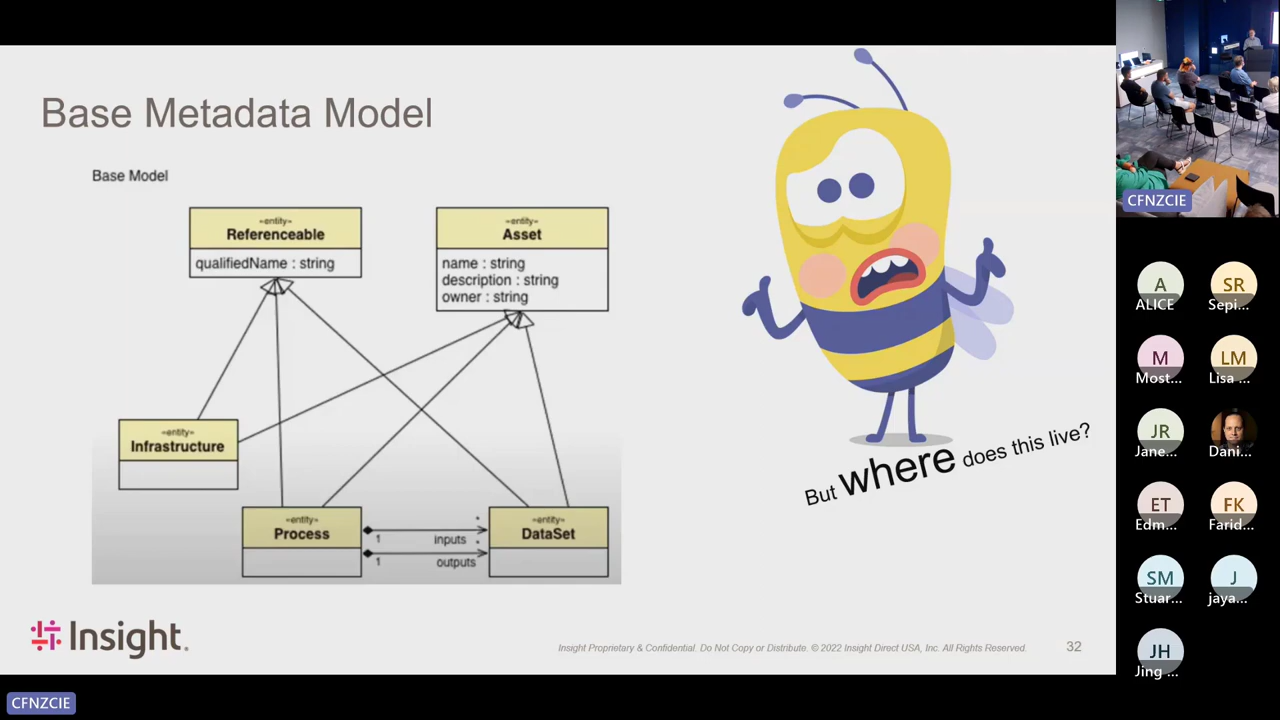 Base Metadata Model
Base Model
«entity»
Referenceable
qualifiedName : string
«entity»
Asset
name : string
description : string
owner : string
«entity»
Infrastructure
«entity»
Process
«entity»
DataSet
1 inputs *
1 outputs *
But where does this live?
Insight.
Insight Proprietary & Confidential. Do Not Copy or Distribute. © 2022 Insight Direct USA, Inc. All Rights Reserved.
32
CFNZCIE
CFNZCIE
A
ALICE
SR
Sepi...
M
Most...
LM
Lisa ...
JR
Jane...
Dani...
ET
Edm...
FK
Farid...
SM
Stuar...
J
jaya...
JH
Jing ...